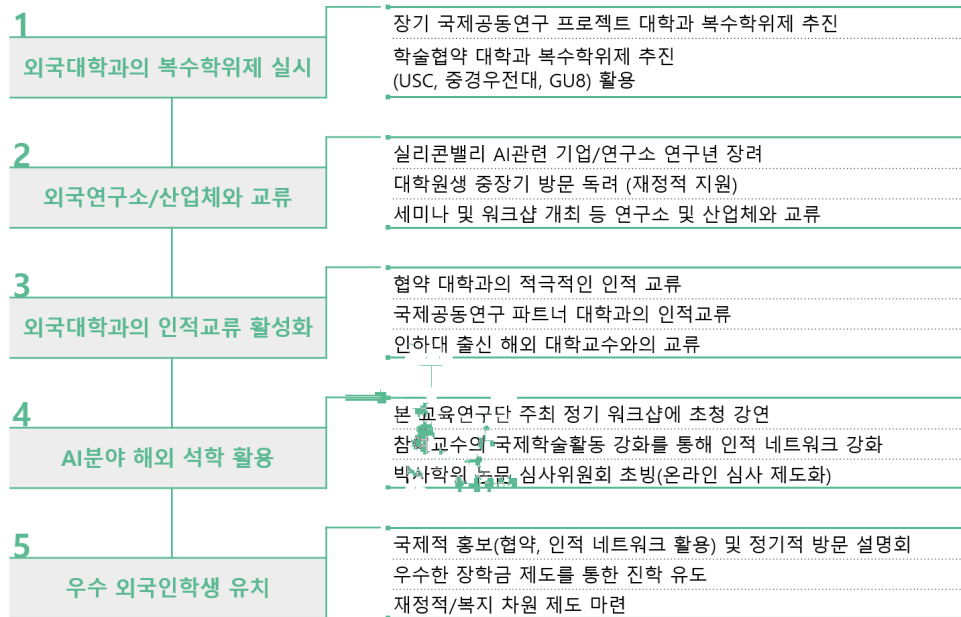 1
외국대학과의 복수학위제 실시
장기 국제공동연구 프로젝트 대학과 복수학위제 추진
학술협약 대학과 복수학위제 추진
(USC, 중경우전대, GU8) 활용
2
외국연구소/산업체와 교류
실리콘밸리 AI관련 기업/연구소 연구년 장려
대학원생 중장기 방문 독려 (재정적 지원)
세미나 및 워크샵 개최 등 연구소 및 산업체와 교류
3
외국대학과의 인적교류 활성화
협약 대학과의 적극적인 인적 교류
국제공동연구 파트너 대학과의 인적교류
인하대 출신 해외 대학교수와의 교류
4
AI분야 해외 석학 활용
본 교육연구단 주최 정기 워크샵에 초청 강연
참여교수의 국제학술활동 강화를 통해 인적 네트워크 강화
박사학위 논문 심사위원회 초빙(온라인 심사 제도화)
5
우수 외국인학생 유치
국제적 홍보(협약, 인적 네트워크 활용) 및 정기적 방문 설명회
우수한 장학금 제도를 통한 진학 유도
재정적/복지 차원 제도 마련